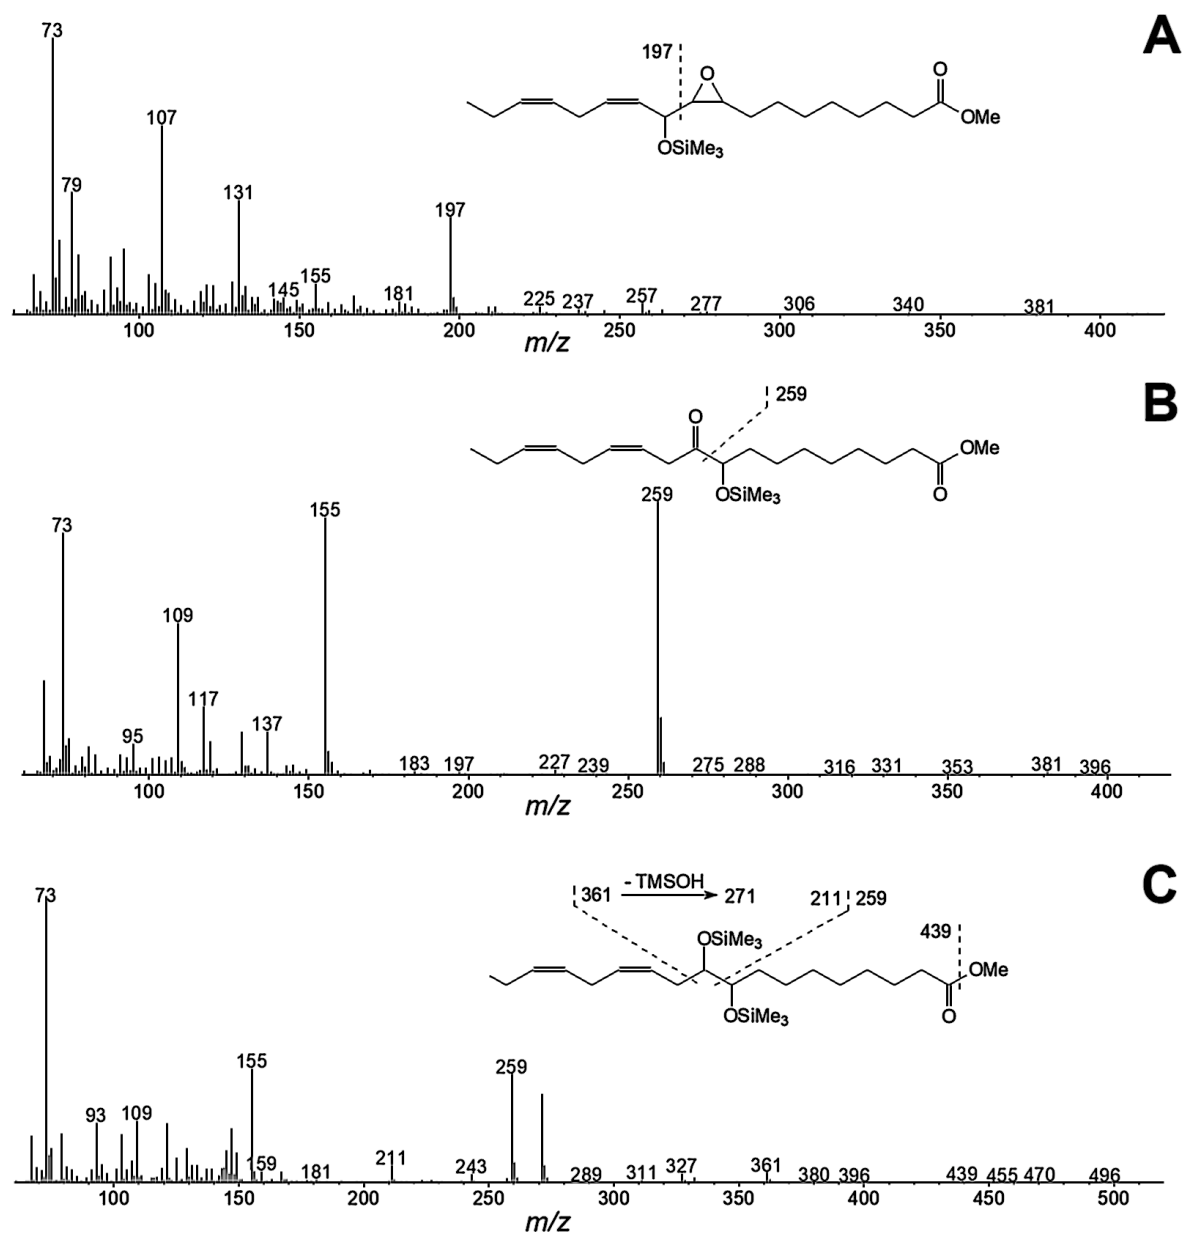 A
73
107
79
131
197
145
155
181
225
237
257
277
306
340
381
197
O
OSiMe3
O
OMe
100 150 200 250 300 350 400
m/z
B
259
O
OMe
OSiMe3
O
73
155
259
109
117
95
137
183
197
227
239
275
288
316
331
353
381
396
100 150 200 250 300 350 400
m/z
C
361 - TMSOH 271
211 259
439
OSiMe3
OMe
OSiMe3
O
73
155
259
93
109
159
181
211
243
289
311
327
361
380
396
439
455
470
496
100 150 200 250 300 350 400 450 500
m/z